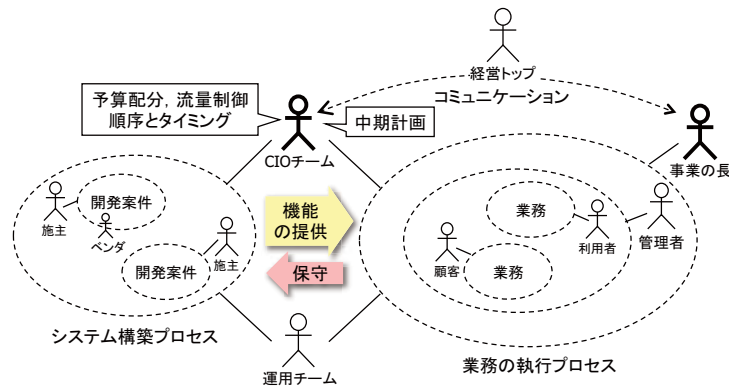 経営トップ
コミュニケーション
予算配分，流量制御
順序とタイミング
中期計画
CIOチーム
事業の長
開発案件
施主
ベンダ
開発案件
施主
機能
の提供
保守
業務
利用者
管理者
顧客
業務
システム構築プロセス
運用チーム
業務の執行プロセス